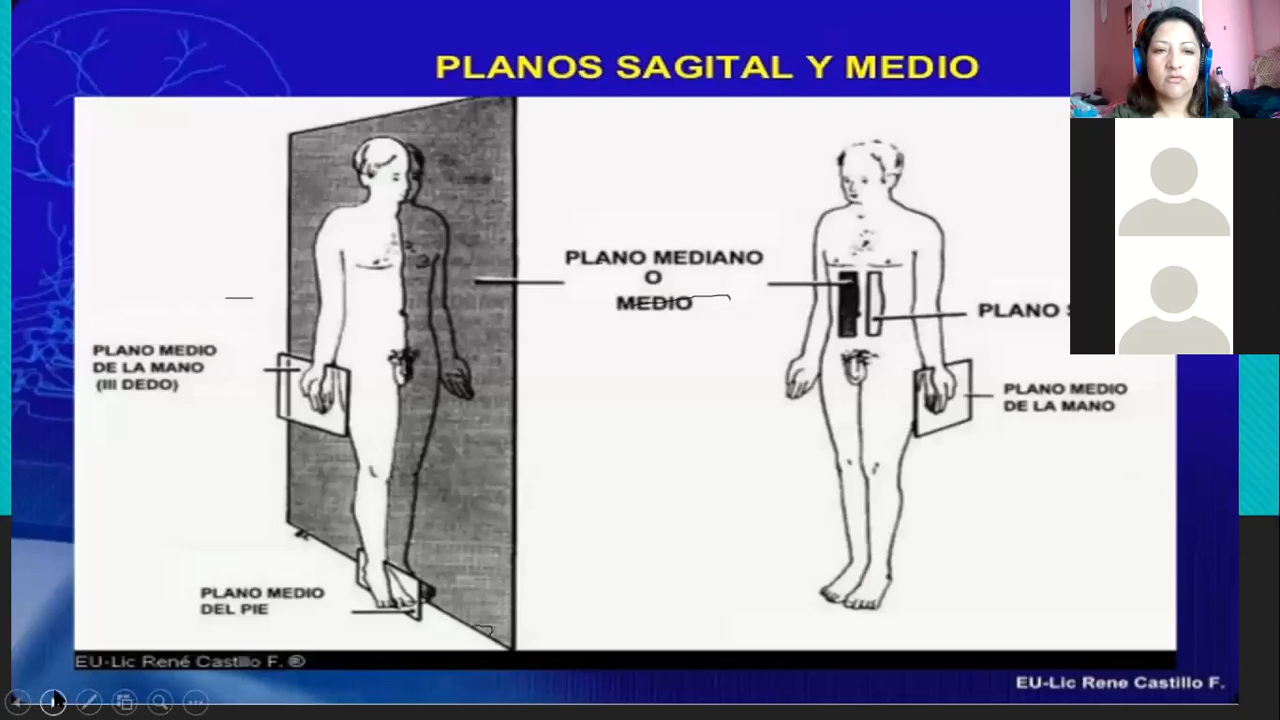 PLANOS SAGITAL Y MEDIO
PLANO MEDIANO
O
MEDIO
PLANO
PLANO MEDIO
DE LA MANO
(III DEDO)
PLANO MEDIO
DE LA MANO
PLANO MEDIO
DEL PIE
EU-Lic René Castillo F. ®
EU-Lic Rene Castillo F.